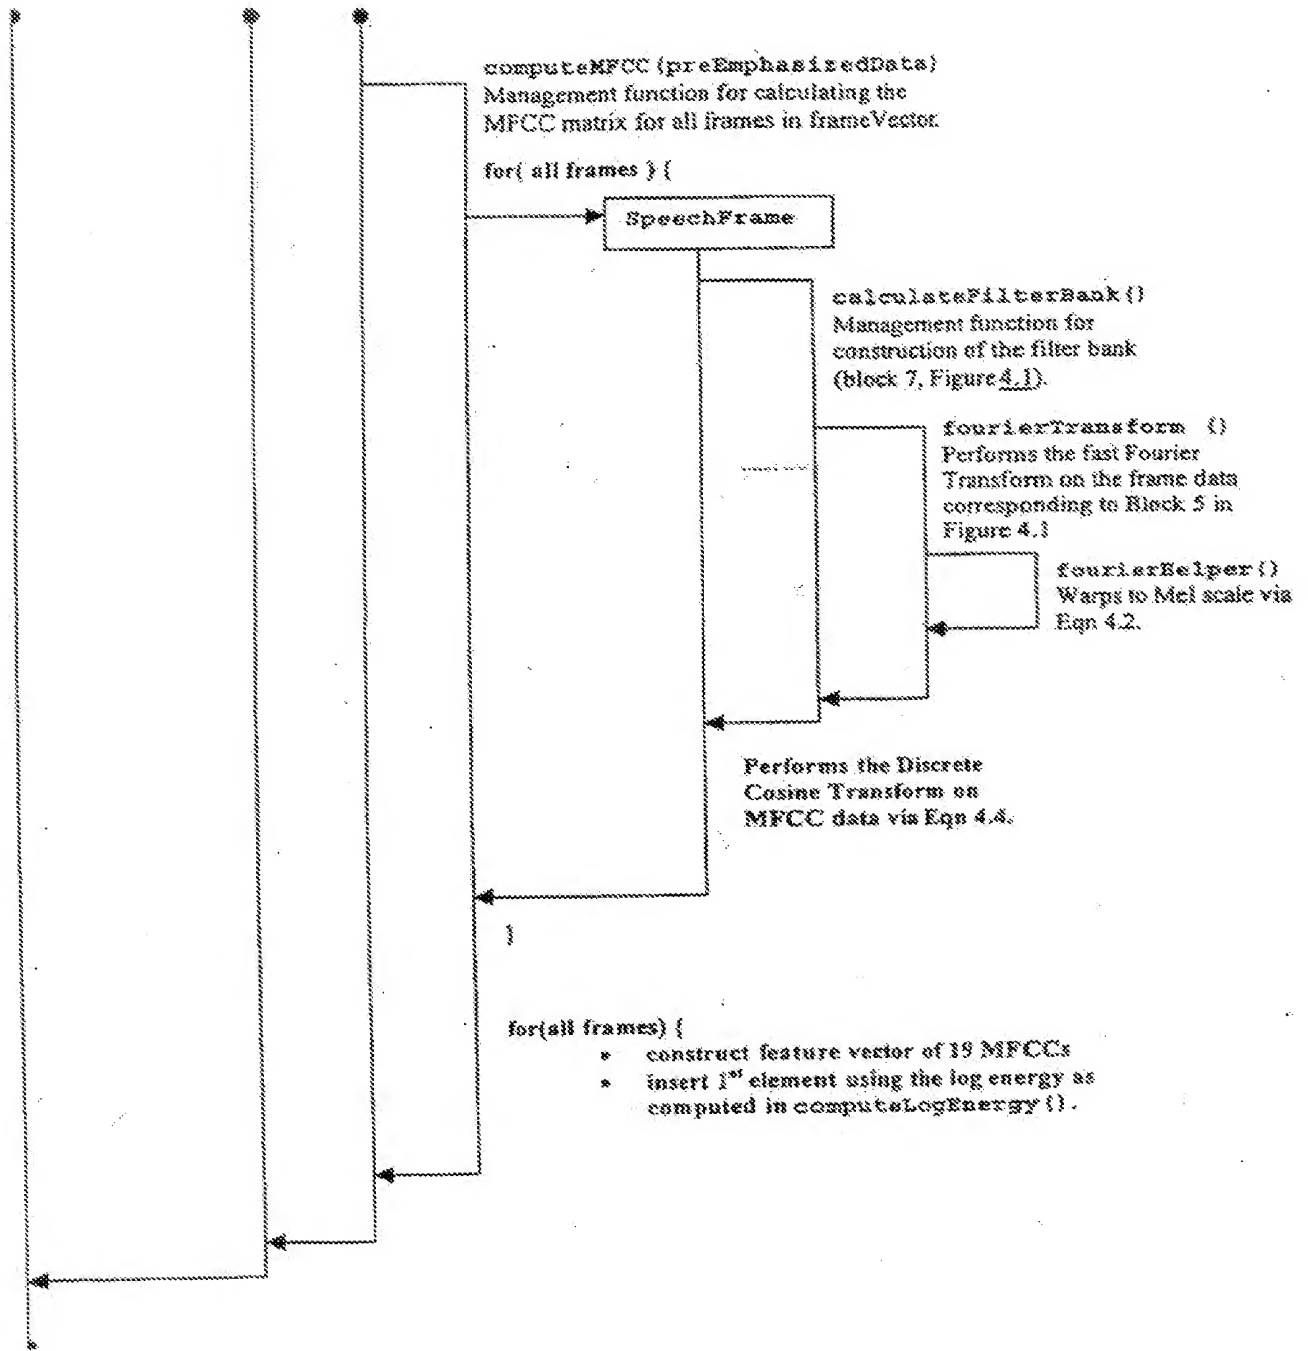 computeMFCC(preEmphasizedData)
Management function for calculating the
MFCC matrix for all frames in frameVector.
for( all frames ) {
SpeechFrame
calculateFilterBank()
Management function for
construction of the filter bank
(block 7, Figure 4.1).
fourierTransform ()
Performs the fast Fourier
Transform on the frame data
corresponding to Block 5 in
Figure 4.1
fourierHelper()
Warps to Mel scale via
Eqn 4.2.
Performs the Discrete
Cosine Transform on
MFCC data via Eqn 4.4.
}
for(all frames) {
• construct feature vector of 19 MFCCs
• insert 1st element using the log energy as
computed in computeLogEnergy().